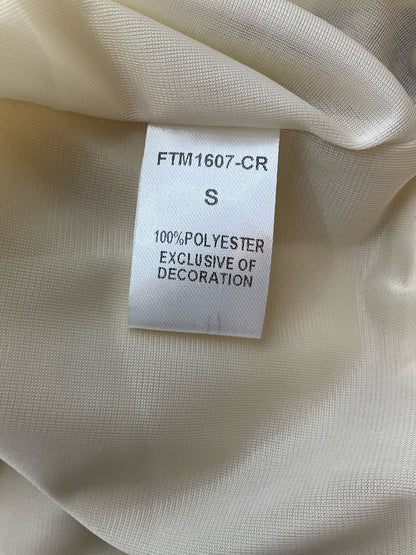 FTM1607-CR
S
100%POLYESTER
EXCLUSIVE OF
DECORATION